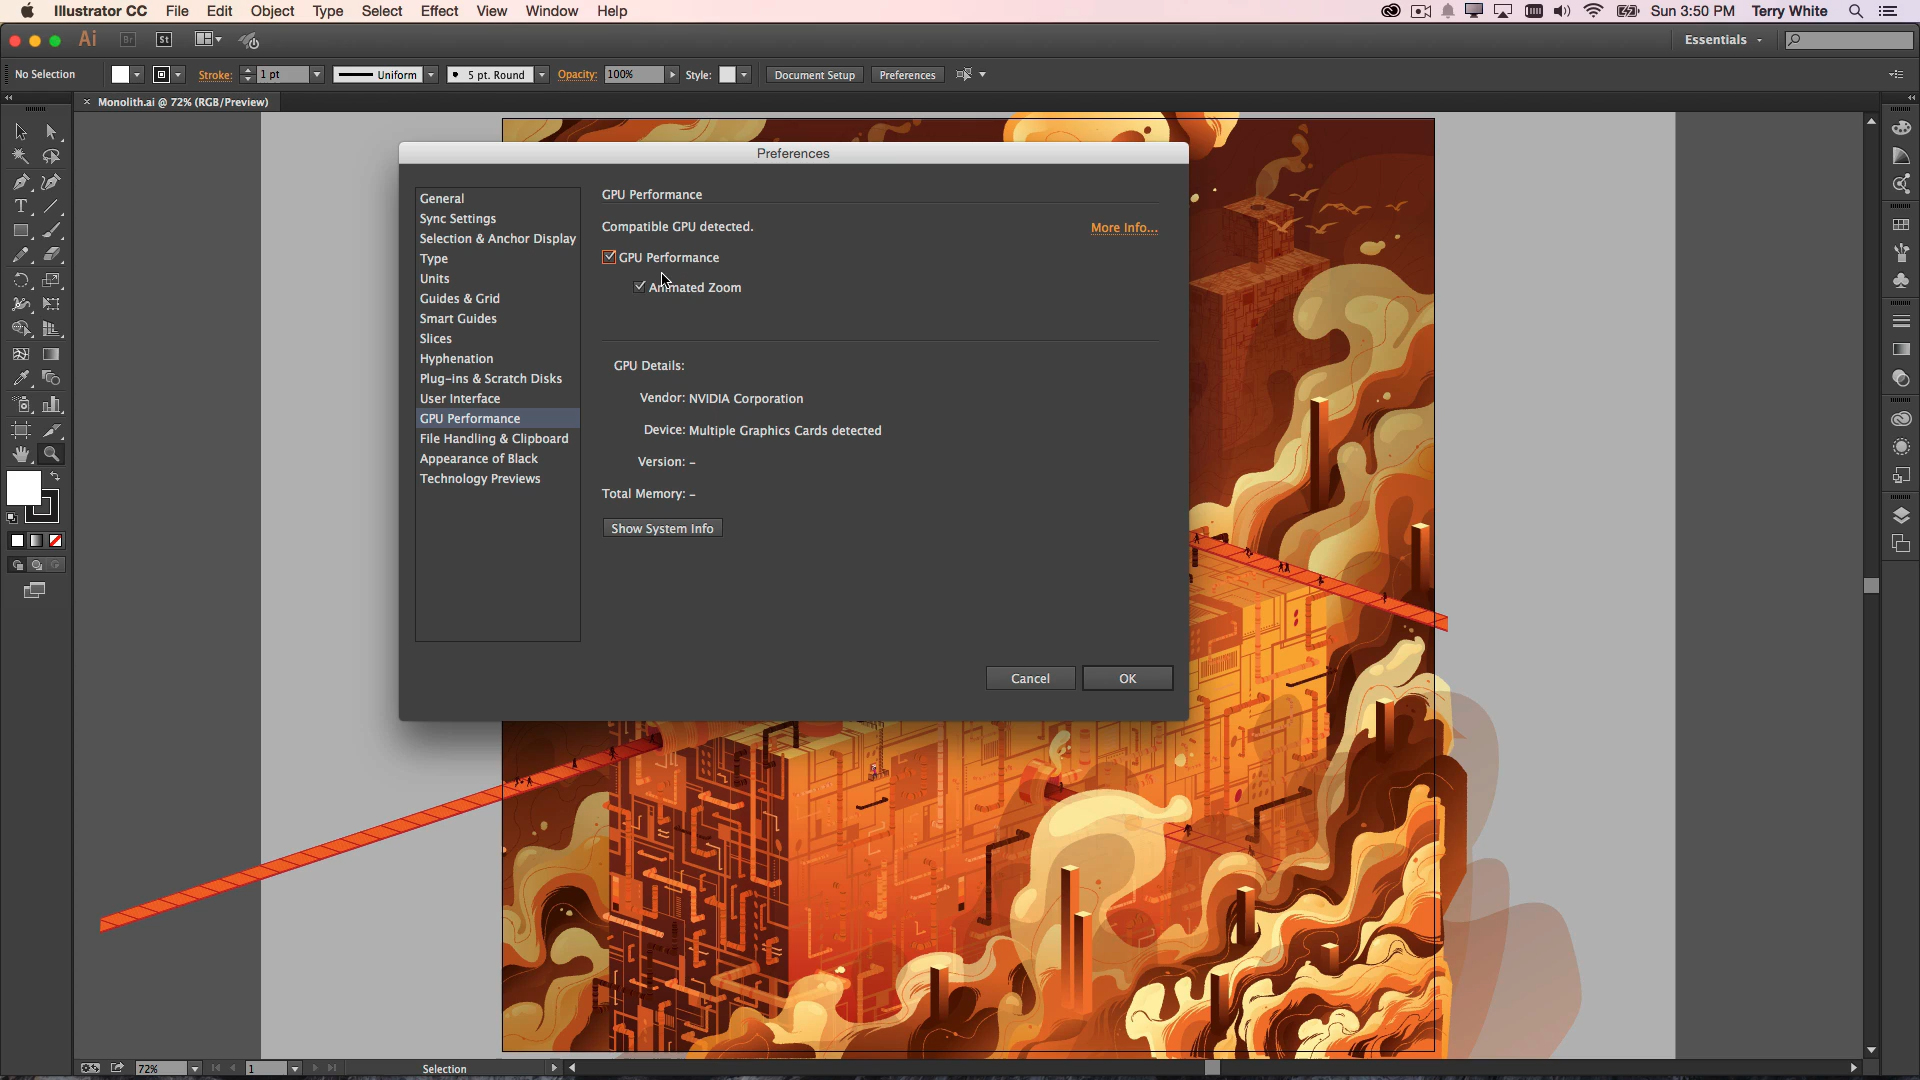 Illustrator CC File Edit Object Type Select Effect View Window Help Sun 3:50 PM Terry White
Ai Br St Essentials
No Selection Stroke: 1 pt Uniform 5 pt. Round Opacity: 100% Style: Document Setup Preferences
× Monolith.ai @ 72% (RGB/Preview)
Preferences
General
Sync Settings
Selection & Anchor Display
Type
Units
Guides & Grid
Smart Guides
Slices
Hyphenation
Plug-ins & Scratch Disks
User Interface
GPU Performance
File Handling & Clipboard
Appearance of Black
Technology Previews
GPU Performance
Compatible GPU detected. More Info...
GPU Performance
Animated Zoom
GPU Details:
Vendor: NVIDIA Corporation
Device: Multiple Graphics Cards detected
Version: -
Total Memory: -
Show System Info
Cancel OK
72% 1 Selection